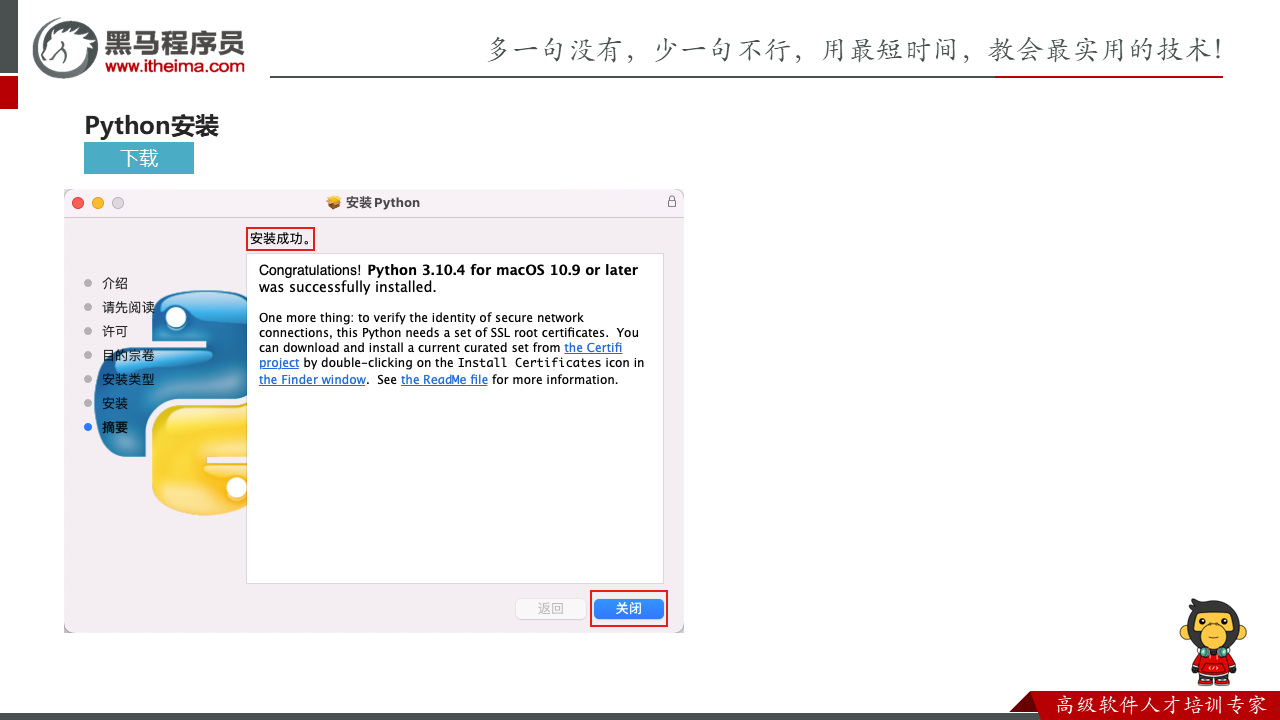 黑马程序员
www.itheima.com
多一句没有，少一句不行，用最短时间，教会最实用的技术！
Python安装
下载
安装Python
安装成功。
介绍
请先阅读
许可
目的宗卷
安装类型
安装
摘要
Congratulations! Python 3.10.4 for macOS 10.9 or later
was successfully installed.
One more thing: to verify the identity of secure network
connections, this Python needs a set of SSL root certificates.  You
can download and install a current curated set from the Certifi
project by double-clicking on the Install Certificates icon in
the Finder window.  See the ReadMe file for more information.
返回
关闭
高级软件人才培训专家